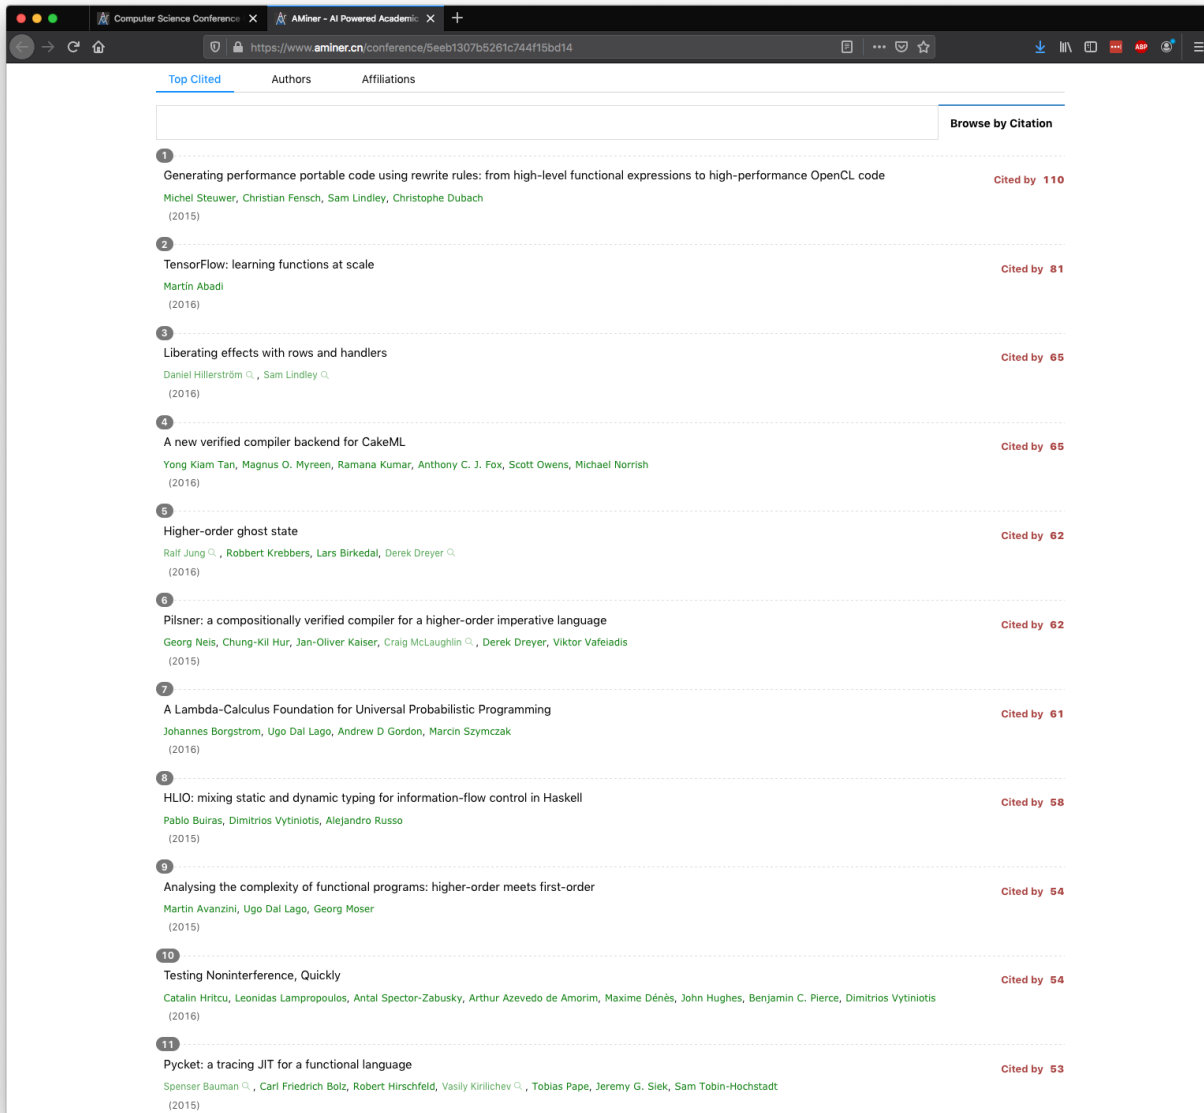 Computer Science Conference
AMiner - AI Powered Academic
https://www.aminer.cn/conference/5eeb1307b5261c744f15bd14
ABP
Top CIited
Authors
Affiliations
Browse by Citation
1
Generating performance portable code using rewrite rules: from high-level functional expressions to high-performance OpenCL code
Cited by 110
Michel Steuwer, Christian Fensch, Sam Lindley, Christophe Dubach
(2015)
2
TensorFlow: learning functions at scale
Cited by 81
Martín Abadi
(2016)
3
Liberating effects with rows and handlers
Cited by 65
Daniel Hillerström , Sam Lindley
(2016)
4
A new verified compiler backend for CakeML
Cited by 65
Yong Kiam Tan, Magnus O. Myreen, Ramana Kumar, Anthony C. J. Fox, Scott Owens, Michael Norrish
(2016)
5
Higher-order ghost state
Cited by 62
Ralf Jung , Robbert Krebbers, Lars Birkedal, Derek Dreyer
(2016)
6
Pilsner: a compositionally verified compiler for a higher-order imperative language
Cited by 62
Georg Neis, Chung-Kil Hur, Jan-Oliver Kaiser, Craig McLaughlin , Derek Dreyer, Viktor Vafeiadis
(2015)
7
A Lambda-Calculus Foundation for Universal Probabilistic Programming
Cited by 61
Johannes Borgstrom, Ugo Dal Lago, Andrew D Gordon, Marcin Szymczak
(2016)
8
HLIO: mixing static and dynamic typing for information-flow control in Haskell
Cited by 58
Pablo Buiras, Dimitrios Vytiniotis, Alejandro Russo
(2015)
9
Analysing the complexity of functional programs: higher-order meets first-order
Cited by 54
Martin Avanzini, Ugo Dal Lago, Georg Moser
(2015)
10
Testing Noninterference, Quickly
Cited by 54
Catalin Hritcu, Leonidas Lampropoulos, Antal Spector-Zabusky, Arthur Azevedo de Amorim, Maxime Dénès, John Hughes, Benjamin C. Pierce, Dimitrios Vytiniotis
(2016)
11
Pycket: a tracing JIT for a functional language
Cited by 53
Spenser Bauman , Carl Friedrich Bolz, Robert Hirschfeld, Vasily Kirilichev , Tobias Pape, Jeremy G. Siek, Sam Tobin-Hochstadt
(2015)